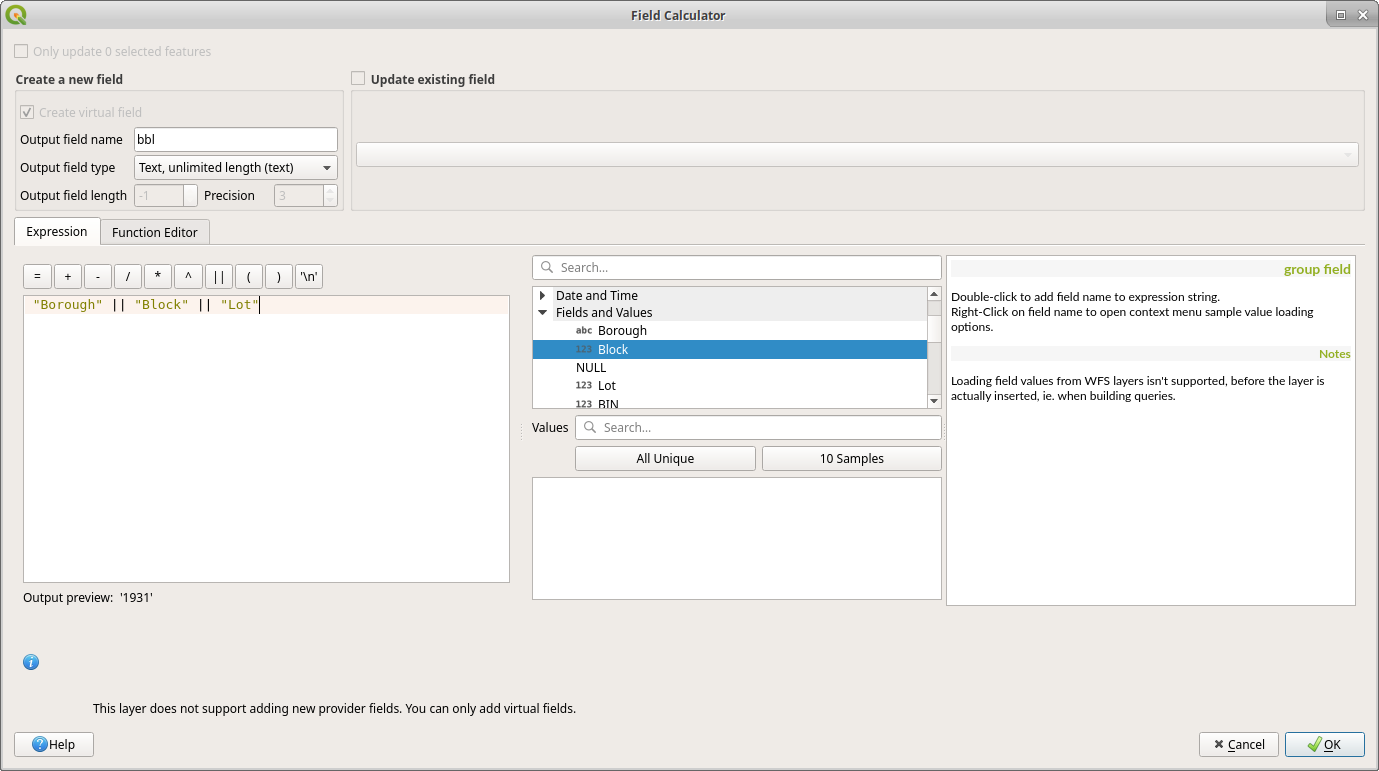 Field Calculator
Only update 0 selected features
Create a new field
Update existing field
Create virtual field
Output field name bbl
Output field type Text, unlimited length (text)
Output field length -1 Precision 3
Expression Function Editor
= + - / * ^ || ( ) '\n'
"Borough" || "Block" || "Lot"
Output preview: '1931'
Search...
Date and Time
Fields and Values
abc Borough
123 Block
NULL
123 Lot
123 BIN
Values Search...
All Unique 10 Samples
group field
Double-click to add field name to expression string.
Right-Click on field name to open context menu sample value loading
options.
Notes
Loading field values from WFS layers isn't supported, before the layer is
actually inserted, ie. when building queries.
This layer does not support adding new provider fields. You can only add virtual fields.
Help Cancel OK